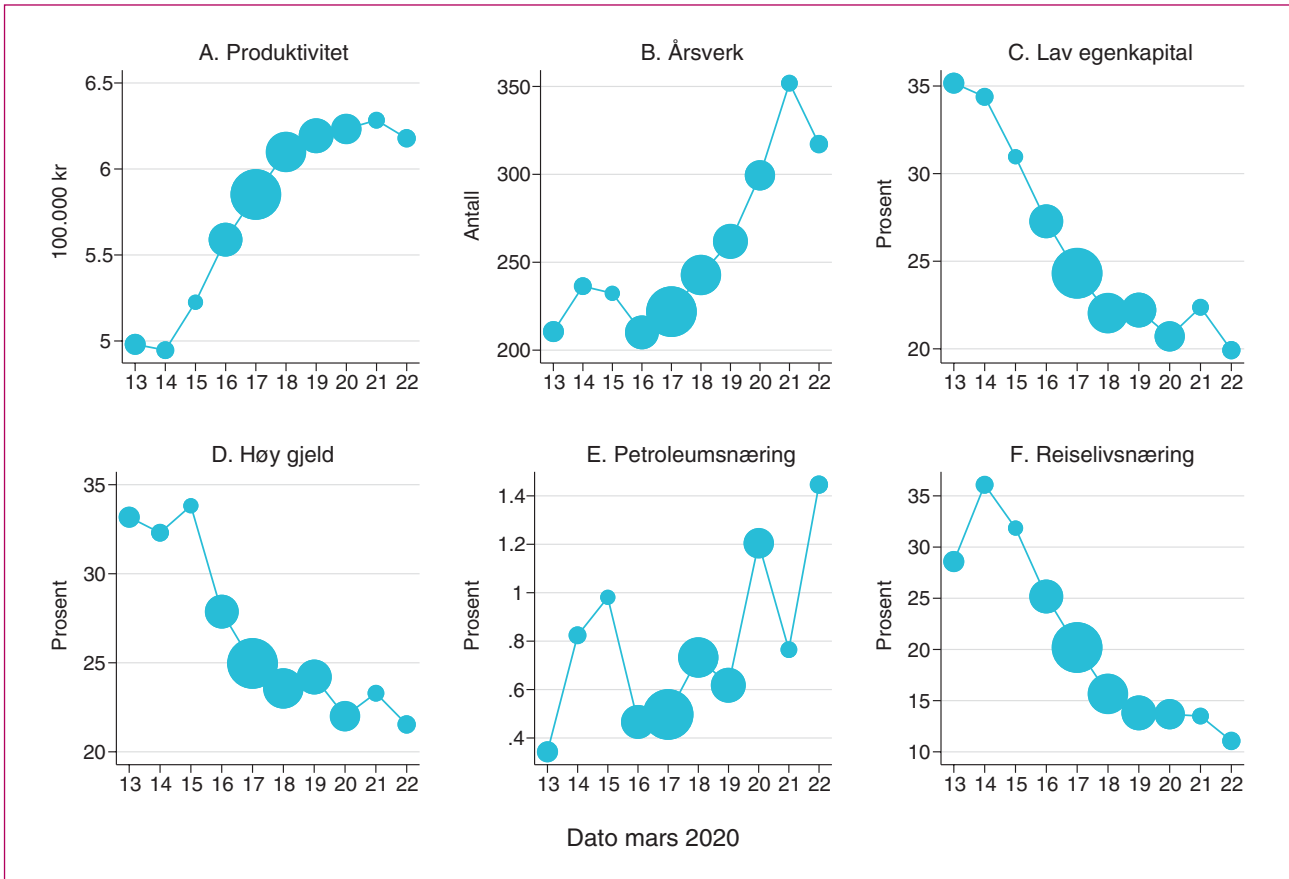 A. Produktivitet
100.000 kr
6.5
6
5.5
5
13 14 15 16 17 18 19 20 21 22
B. Årsverk
Antall
350
300
250
200
13 14 15 16 17 18 19 20 21 22
C. Lav egenkapital
Prosent
35
30
25
20
13 14 15 16 17 18 19 20 21 22
D. Høy gjeld
Prosent
35
30
25
20
13 14 15 16 17 18 19 20 21 22
E. Petroleumsnæring
Prosent
1.4
1.2
1
.8
.6
.4
13 14 15 16 17 18 19 20 21 22
F. Reiselivsnæring
Prosent
35
30
25
20
15
10
13 14 15 16 17 18 19 20 21 22
Dato mars 2020